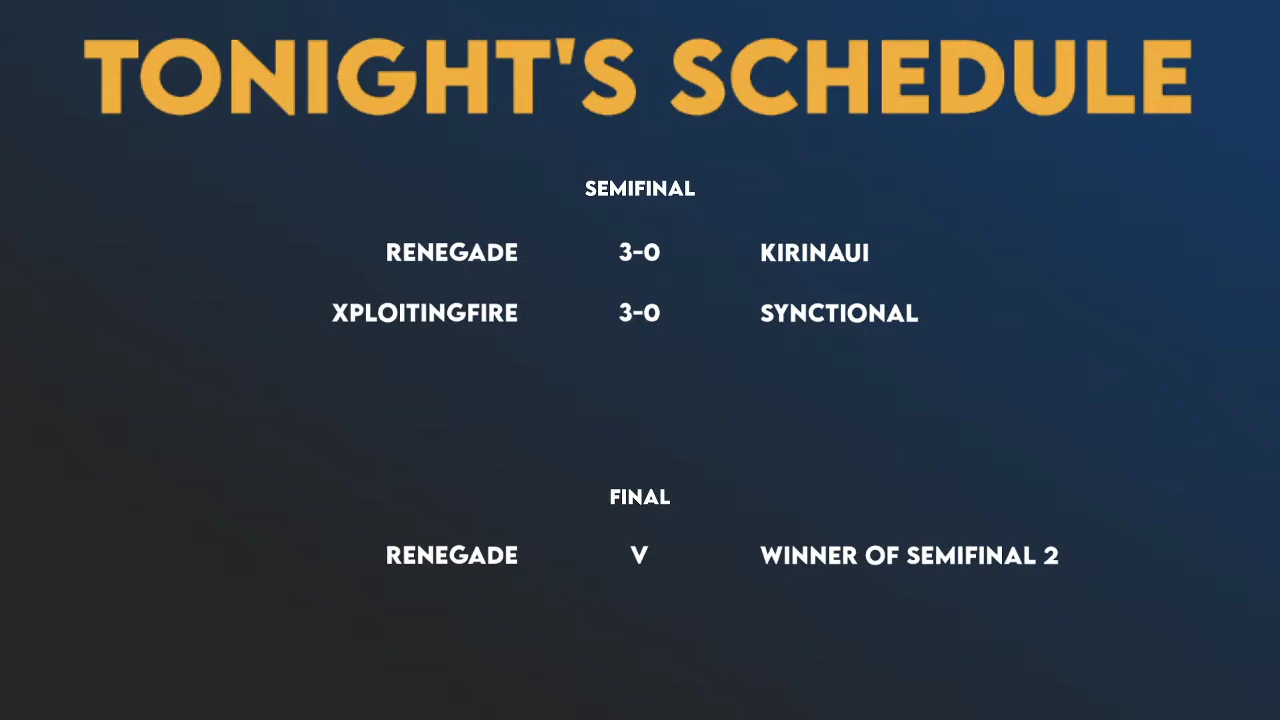 TONIGHT'S SCHEDULE
SEMIFINAL
RENEGADE 3-0 KIRINAUI
XPLOITINGFIRE 3-0 SYNCTIONAL
FINAL
RENEGADE V WINNER OF SEMIFINAL 2